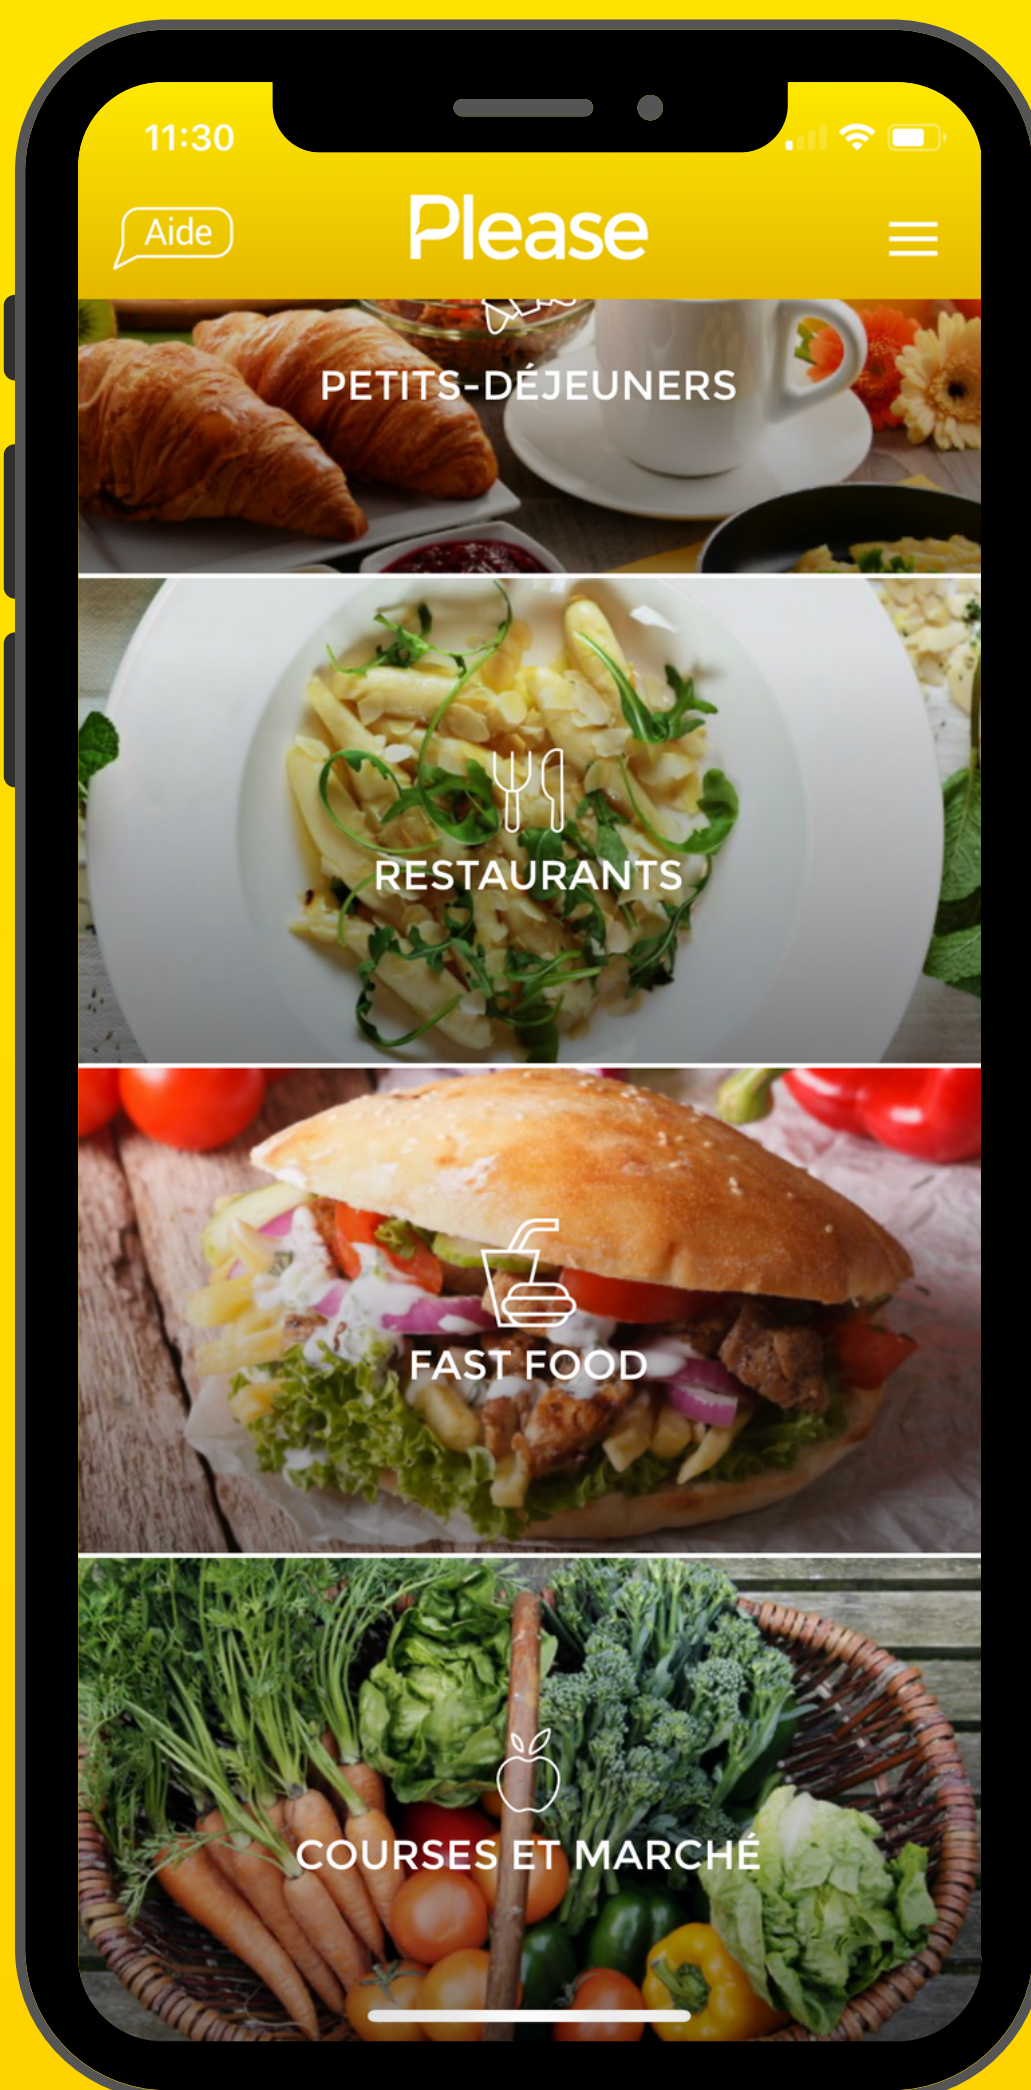 11:30
Aide
Please
PETITS-DÉJEUNERS
RESTAURANTS
FAST FOOD
COURSES ET MARCHÉ